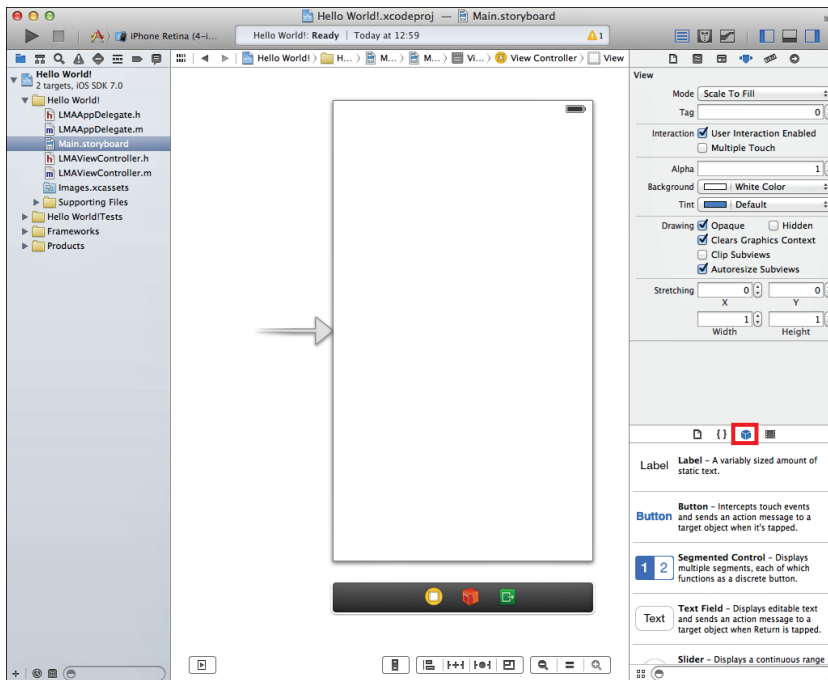 Hello World!.xcodeproj — Main.storyboard
iPhone Retina (4-i...
Hello World!: Ready | Today at 12:59
1
Hello World! 〉 H... 〉 M... 〉 M... 〉 Vi... 〉 View Controller 〉 View
Hello World!
2 targets, iOS SDK 7.0
Hello World!
LMAAppDelegate.h
LMAAppDelegate.m
Main.storyboard
LMAViewController.h
LMAViewController.m
Images.xcassets
Supporting Files
Hello World!Tests
Frameworks
Products
View
Mode Scale To Fill
Tag 0
Interaction User Interaction Enabled
Multiple Touch
Alpha 1
Background White Color
Tint Default
Drawing Opaque Hidden
Clears Graphics Context
Clip Subviews
Autoresize Subviews
Stretching 0 0
X Y
1 1
Width Height
{ }
Label
Label – A variably sized amount of
static text.
Button
Button – Intercepts touch events
and sends an action message to a
target object when it's tapped.
1 2
Segmented Control – Displays
multiple segments, each of which
functions as a discrete button.
Text
Text Field – Displays editable text
and sends an action message to a
target object when Return is tapped.
Slider – Displays a continuous range